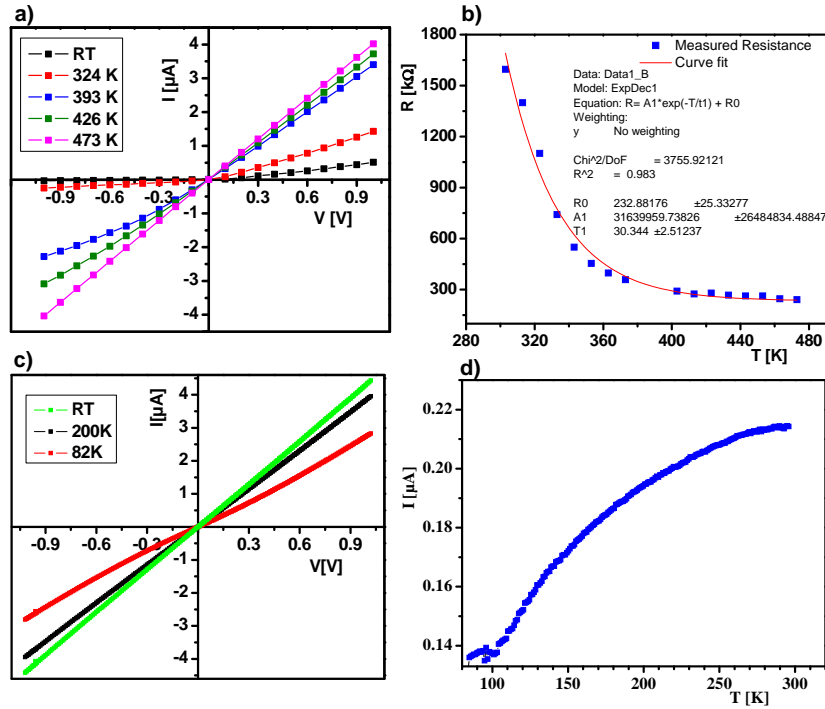 a)
I [µA]
RT
324 K
393 K
426 K
473 K
4
3
2
1
-1
-2
-3
-4
-0.9 -0.6 -0.3 0.3 0.6 0.9
V [V]
b)
R [kΩ]
1800
1500
1200
900
600
300
280 320 360 400 440 480
T [K]
Measured Resistance
Curve fit
Data: Data1_B
Model: ExpDec1
Equation: R= A1*exp(-T/t1) + R0
Weighting:
y No weighting
Chi^2/DoF = 3755.92121
R^2 = 0.983
R0 232.88176 ±25.33277
A1 31639959.73826 ±26484834.48847
T1 30.344 ±2.51237
c)
I[µA]
RT
200K
82K
4
3
2
1
-1
-2
-3
-4
-0.9 -0.6 -0.3 0.3 0.6 0.9
V[V]
d)
I [µA]
0.22
0.20
0.18
0.16
0.14
100 150 200 250 300
T [K]